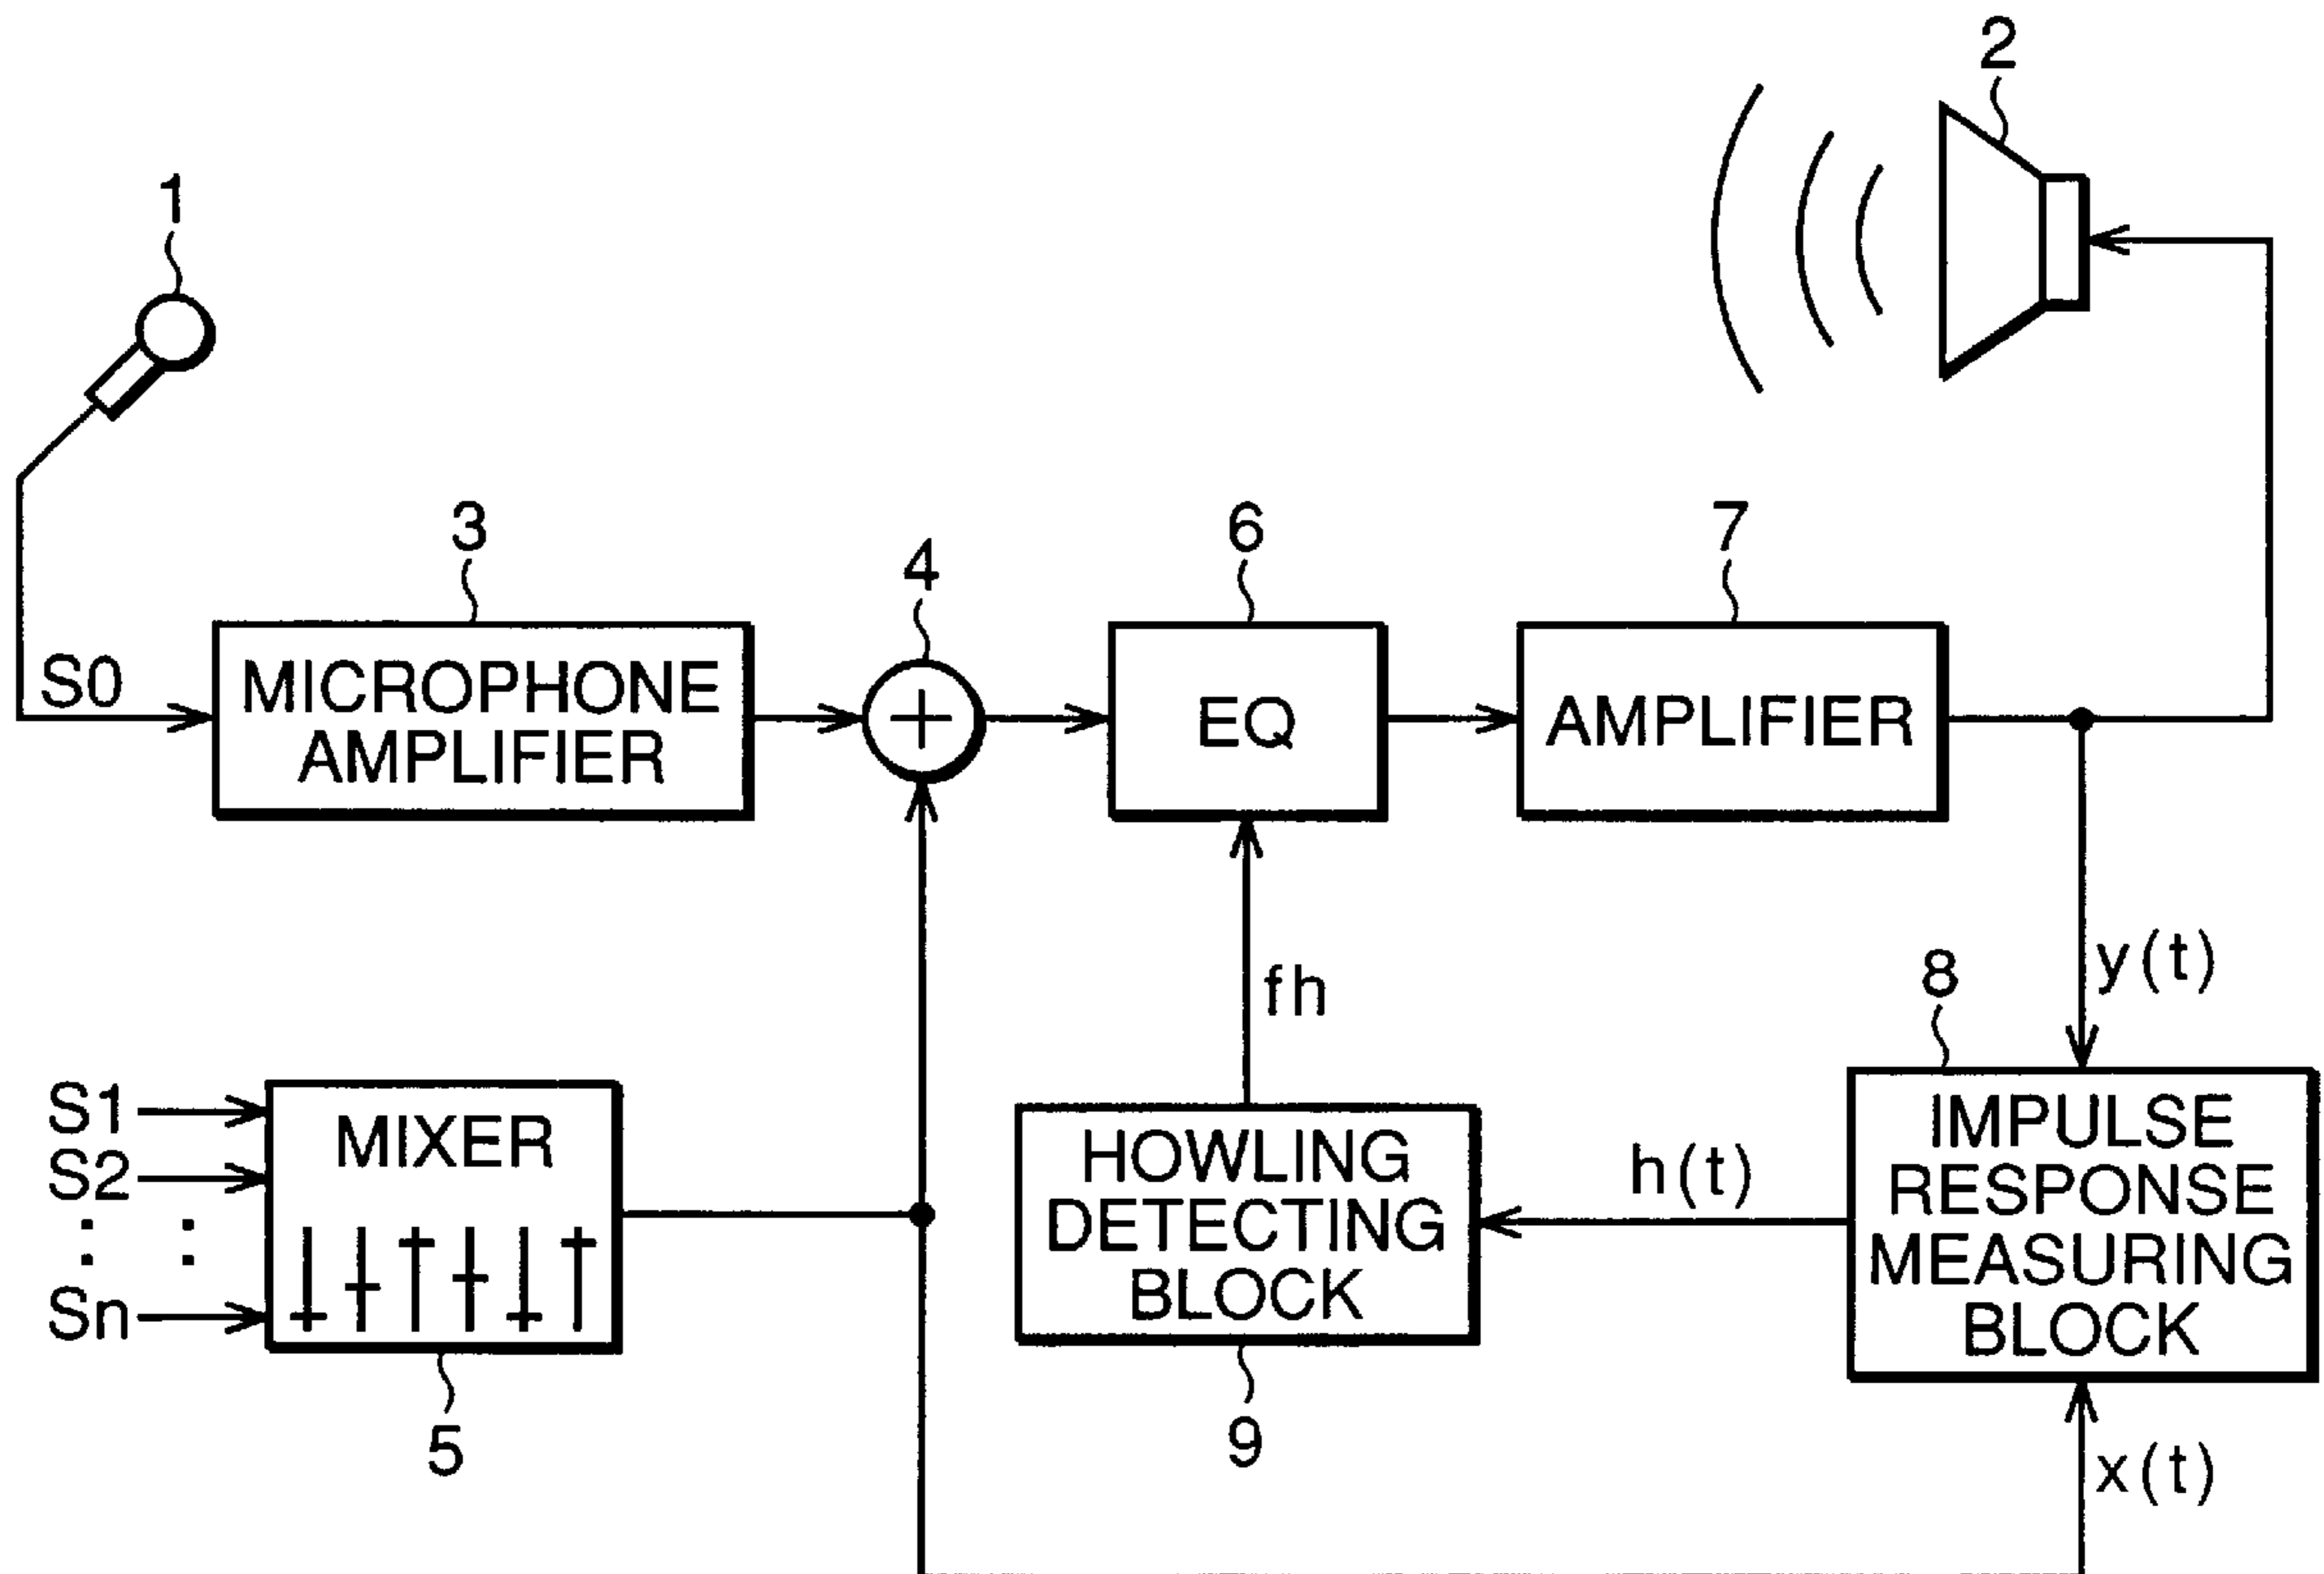 2
1
3
4
6
7
S0
MICROPHONE
AMPLIFIER
+
EQ
AMPLIFIER
fh
y(t)
8
S1
S2
: :
Sn
MIXER
5
HOWLING
DETECTING
BLOCK
9
h(t)
IMPULSE
RESPONSE
MEASURING
BLOCK
x(t)